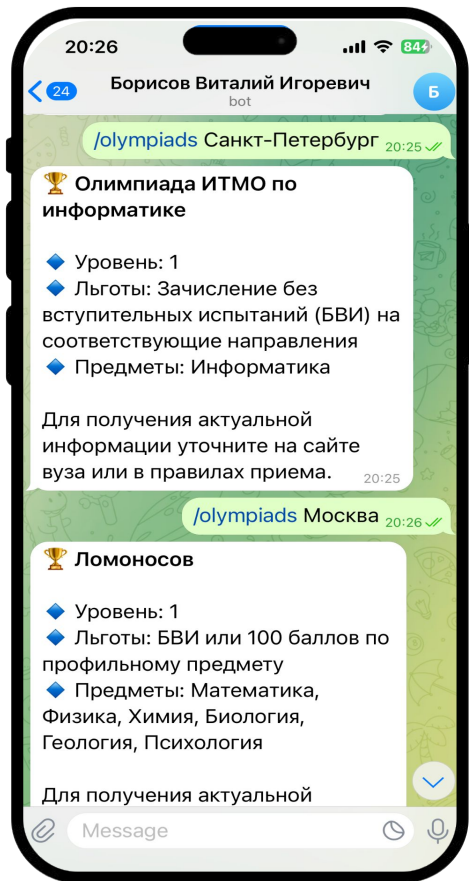 20:26
84
24
Борисов Виталий Игоревич
bot
Б
/olympiads Санкт-Петербург 20:25
🏆 Олимпиада ИТМО по
информатике
🔹 Уровень: 1
🔹 Льготы: Зачисление без
вступительных испытаний (БВИ) на
соответствующие направления
🔹 Предметы: Информатика
Для получения актуальной
информации уточните на сайте
вуза или в правилах приема. 20:25
/olympiads Москва 20:26
🏆 Ломоносов
🔹 Уровень: 1
🔹 Льготы: БВИ или 100 баллов по
профильному предмету
🔹 Предметы: Математика,
Физика, Химия, Биология,
Геология, Психология
Для получения актуальной
Message